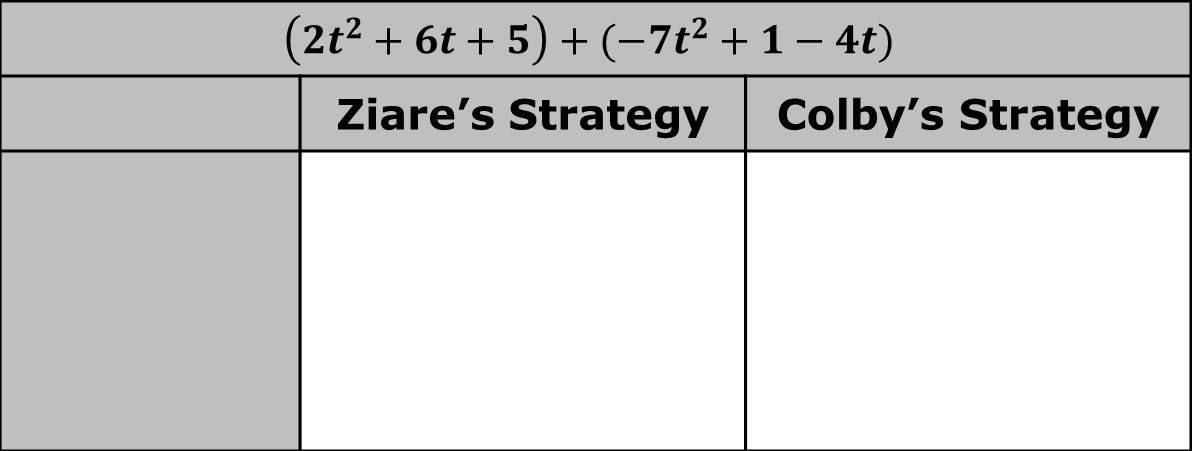 (2t² + 6t + 5) + (−7t² + 1 − 4t)
Ziare’s Strategy
Colby’s Strategy